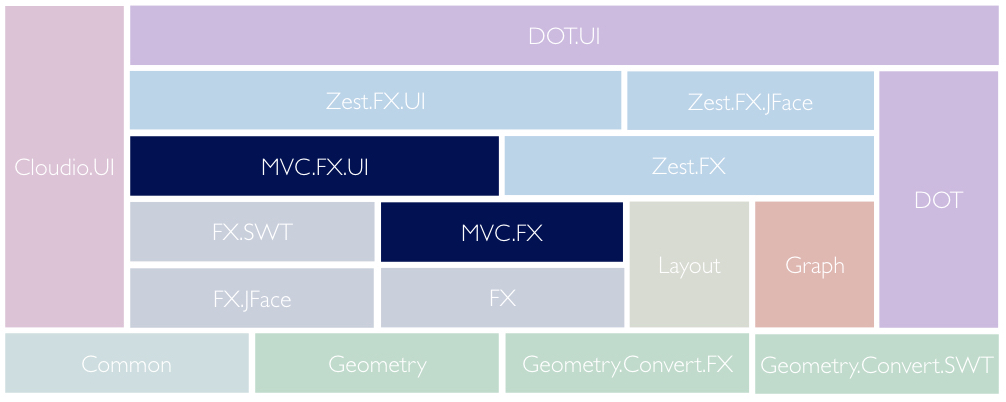 DOT.UI
Zest.FX.UI
Zest.FX.JFace
Cloudio.UI
MVC.FX.UI
Zest.FX
DOT
FX.SWT
MVC.FX
Layout
Graph
FX.JFace
FX
Common
Geometry
Geometry.Convert.FX
Geometry.Convert.SWT